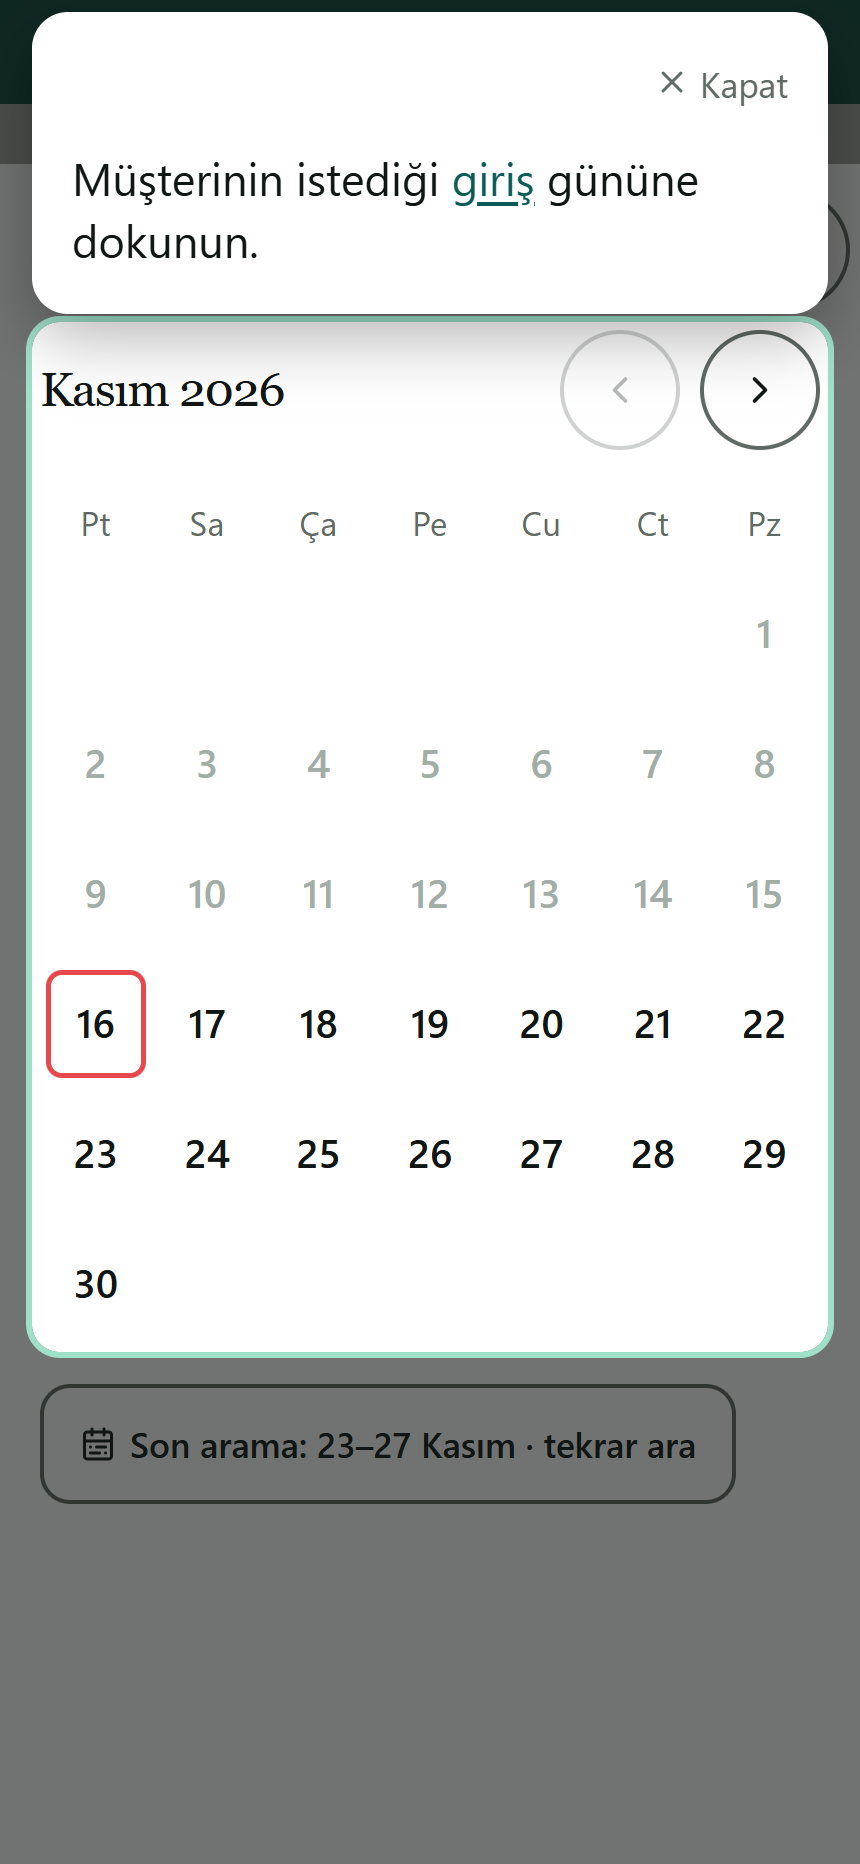 Kapat
Müşterinin istediği giriş gününe
dokunun.
Kasım 2026
Pt Sa Ça Pe Cu Ct Pz
1
2 3 4 5 6 7 8
9 10 11 12 13 14 15
16 17 18 19 20 21 22
23 24 25 26 27 28 29
30
Son arama: 23–27 Kasım · tekrar ara